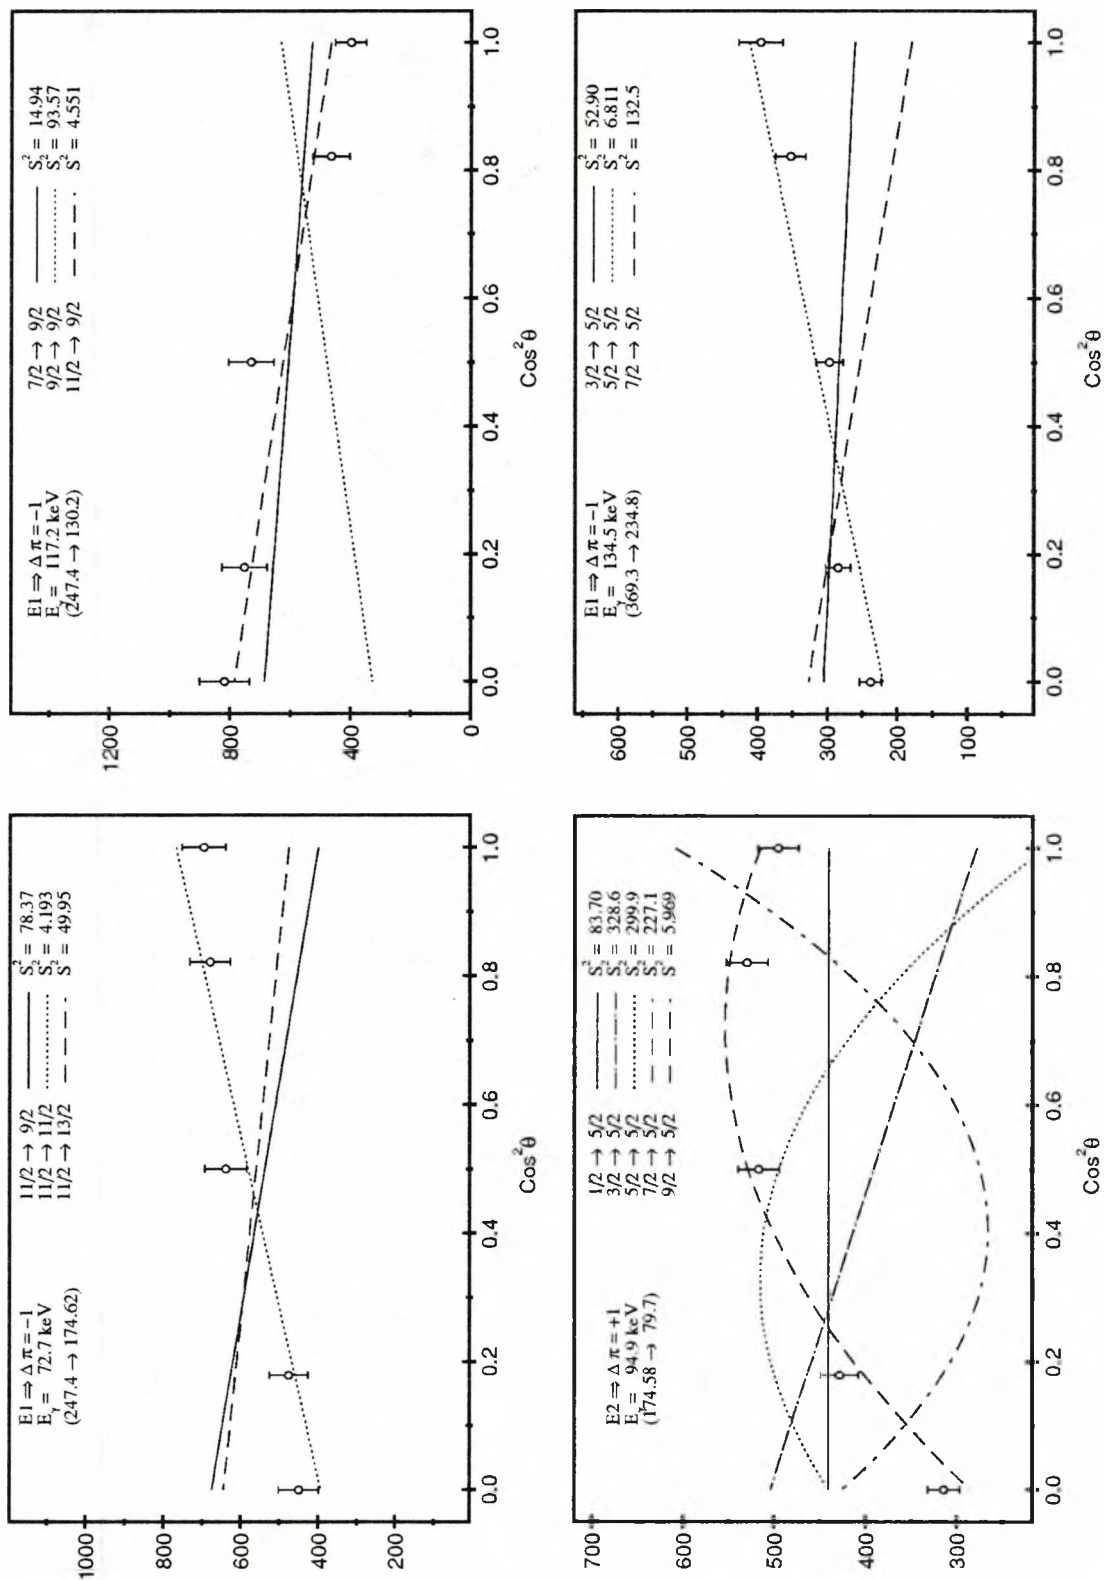 E1 ⇒ Δπ = −1
E_γ = 72.7 keV
(247.4 → 174.62)
11/2 → 9/2 S² = 78.37
11/2 → 11/2 S² = 4.193
11/2 → 13/2 S² = 49.95
1000
800
600
400
200
0.0 0.2 0.4 0.6 0.8 1.0
Cos²θ
E1 ⇒ Δπ = −1
E_γ = 117.2 keV
(247.4 → 130.2)
7/2 → 9/2 S² = 14.94
9/2 → 9/2 S² = 93.57
11/2 → 9/2 S² = 4.551
1200
800
400
0
0.0 0.2 0.4 0.6 0.8 1.0
Cos²θ
E2 ⇒ Δπ = +1
E_γ = 94.9 keV
(174.58 → 79.7)
1/2 → 5/2 S² = 83.70
3/2 → 5/2 S² = 328.6
5/2 → 5/2 S² = 299.9
7/2 → 5/2 S² = 227.1
9/2 → 5/2 S² = 5.969
700
600
500
400
300
0.0 0.2 0.4 0.6 0.8 1.0
Cos²θ
E1 ⇒ Δπ = −1
E_γ = 134.5 keV
(369.3 → 234.8)
3/2 → 5/2 S² = 52.90
5/2 → 5/2 S² = 6.811
7/2 → 5/2 S² = 132.5
600
500
400
300
200
100
0.0 0.2 0.4 0.6 0.8 1.0
Cos²θ